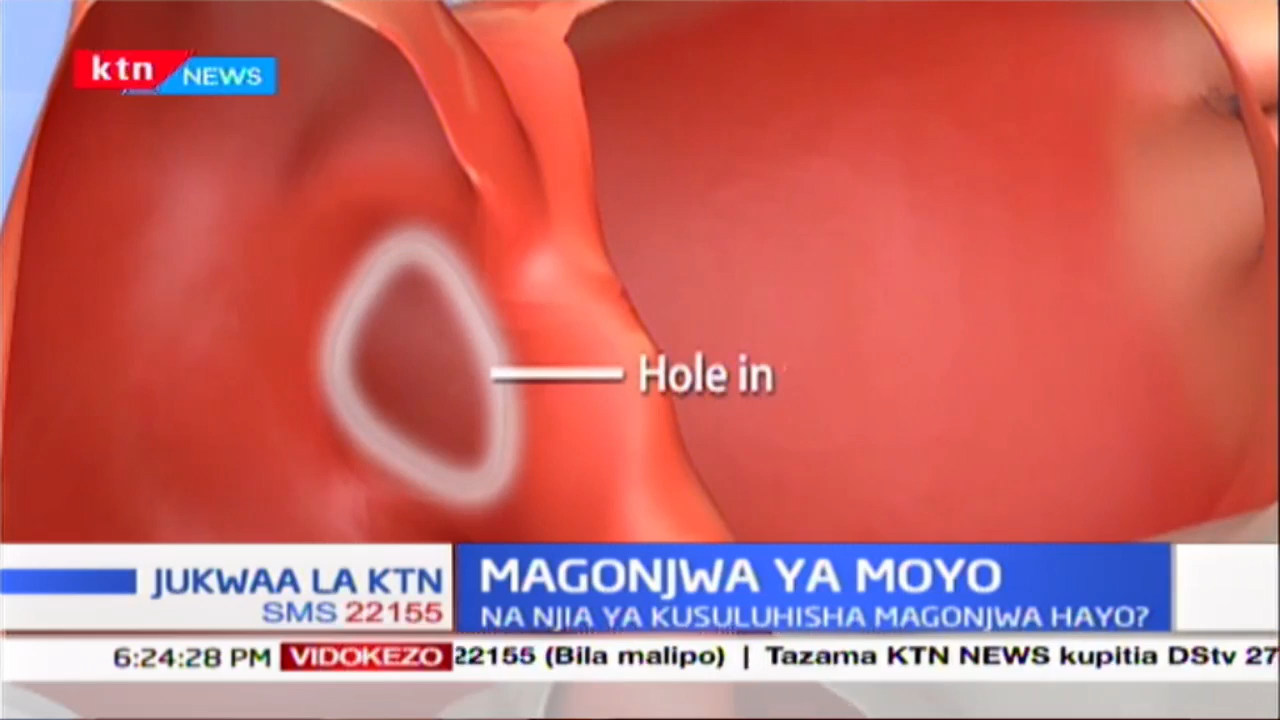 ktn NEWS
Hole in
JUKWAA LA KTN
SMS 22155
MAGONJWA YA MOYO
NA NJIA YA KUSULUHISHA MAGONJWA HAYO?
6:24:28 PM VIDOKEZO 22155 (Bila malipo) | Tazama KTN NEWS kupitia DStv 27